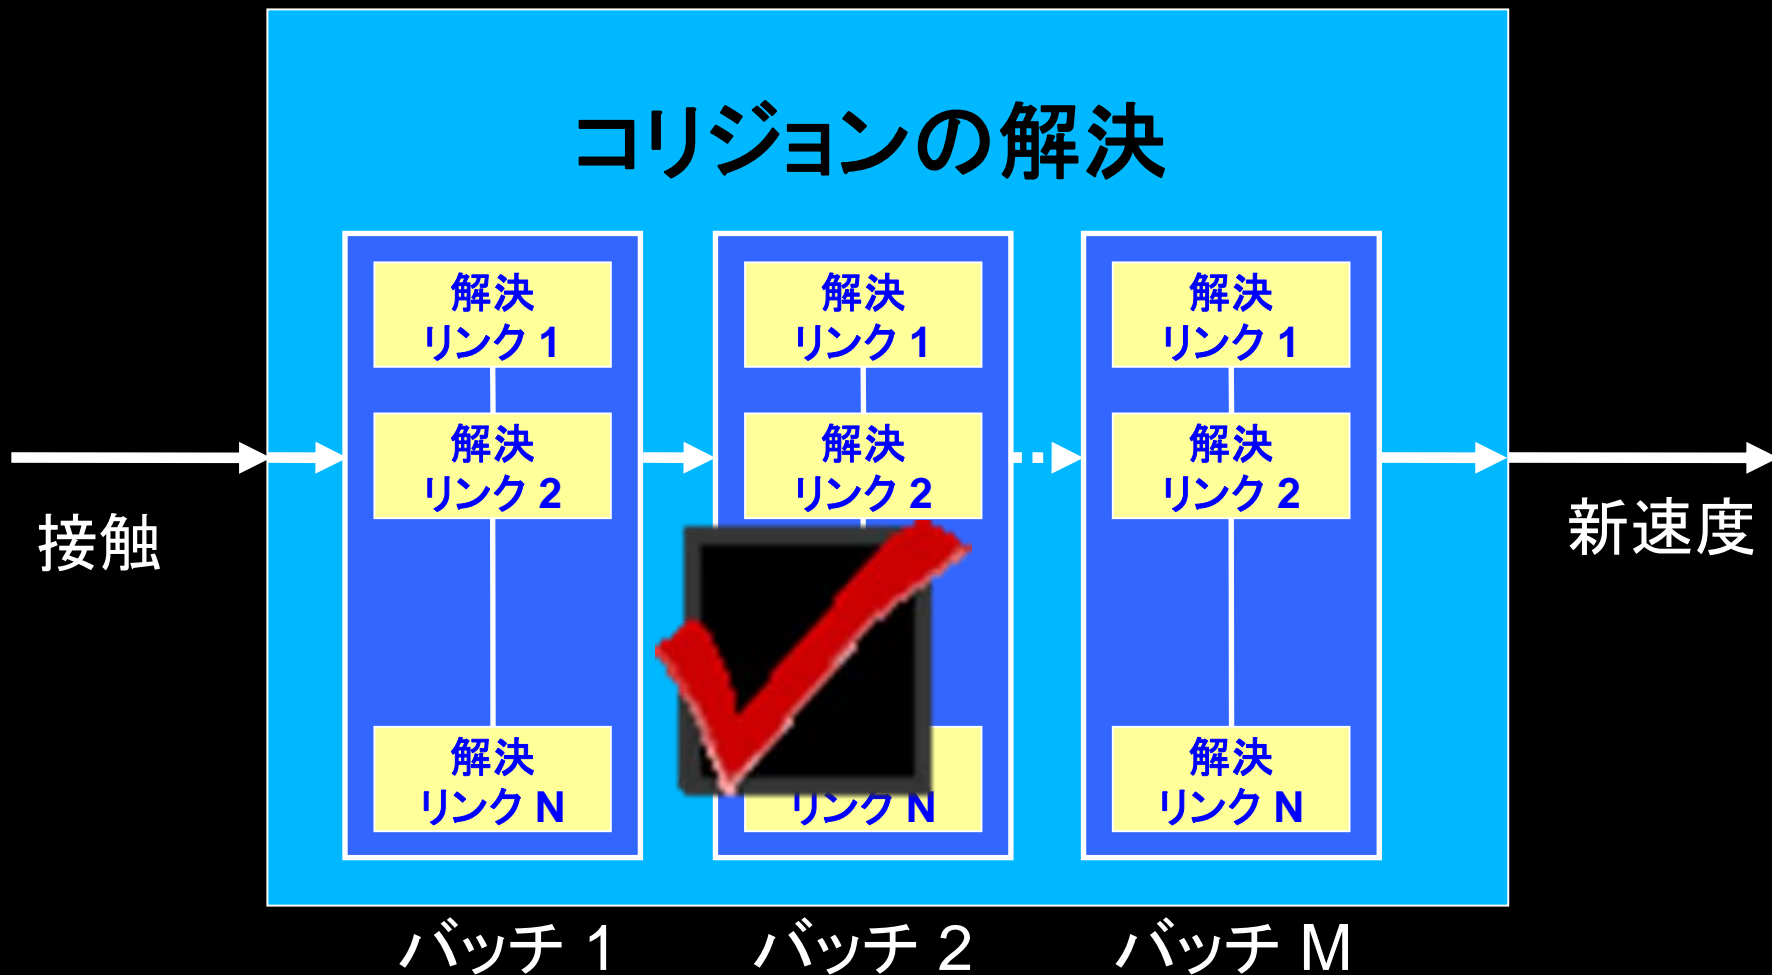 コリジョンの解決
解決
リンク 1
解決
リンク 2
解決
リンク N
解決
リンク 1
解決
リンク 2
リンク N
解決
リンク 1
解決
リンク 2
解決
リンク N
接触
新速度
バッチ 1
バッチ 2
バッチ M